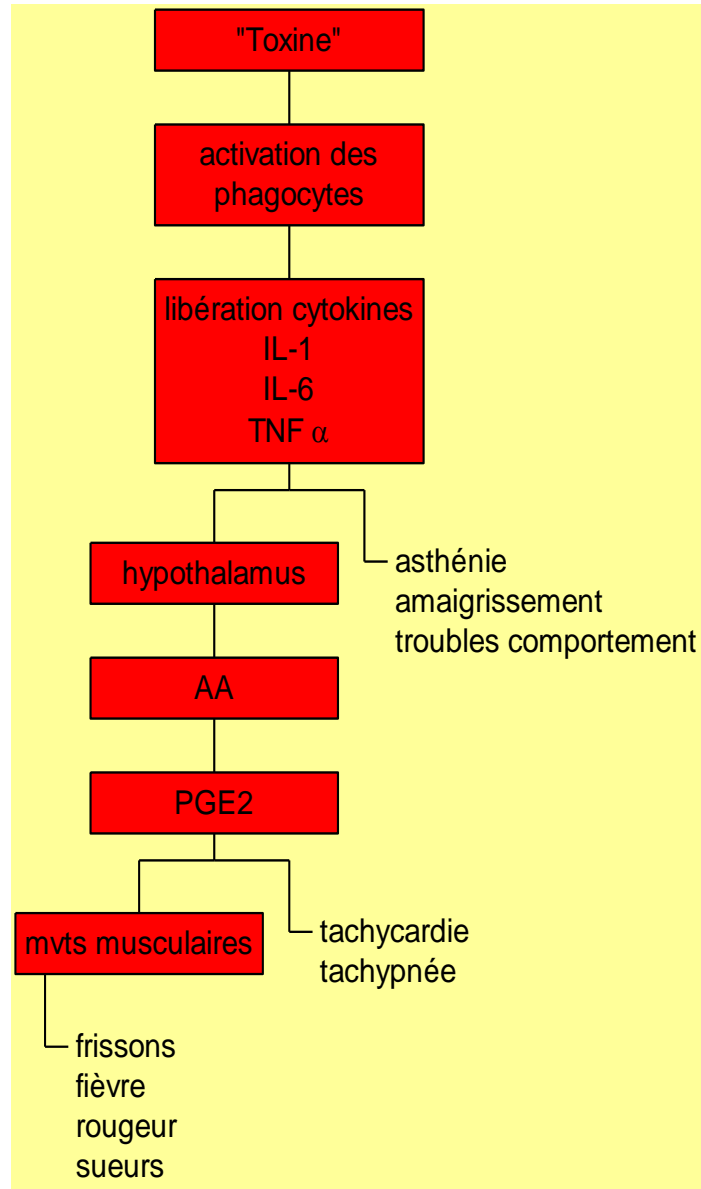 "Toxine"
activation des
phagocytes
libération cytokines
IL-1
IL-6
TNF α
hypothalamus
asthénie
amaigrissement
troubles comportement
AA
PGE2
mvts musculaires
tachycardie
tachypnée
frissons
fièvre
rougeur
sueurs